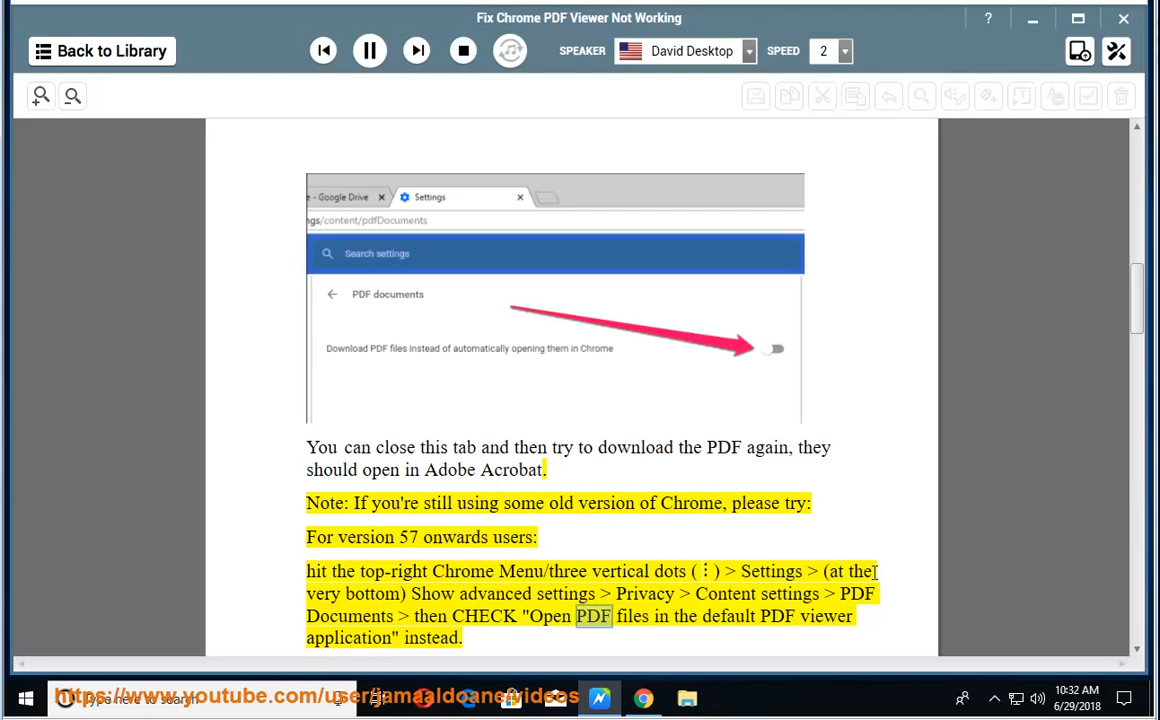 Fix Chrome PDF Viewer Not Working
?
Back to Library
SPEAKER
David Desktop
SPEED
2
e - Google Drive
Settings
ngs/content/pdfDocuments
Search settings
PDF documents
Download PDF files instead of automatically opening them in Chrome
You can close this tab and then try to download the PDF again, they
should open in Adobe Acrobat.
Note: If you're still using some old version of Chrome, please try:
For version 57 onwards users:
hit the top-right Chrome Menu/three vertical dots ( ⋮ ) > Settings > (at the
very bottom) Show advanced settings > Privacy > Content settings > PDF
Documents > then CHECK "Open PDF files in the default PDF viewer
application" instead.
Type here to search
https://www.youtube.com/user/jamaaldoanevideos
10:32 AM
6/29/2018